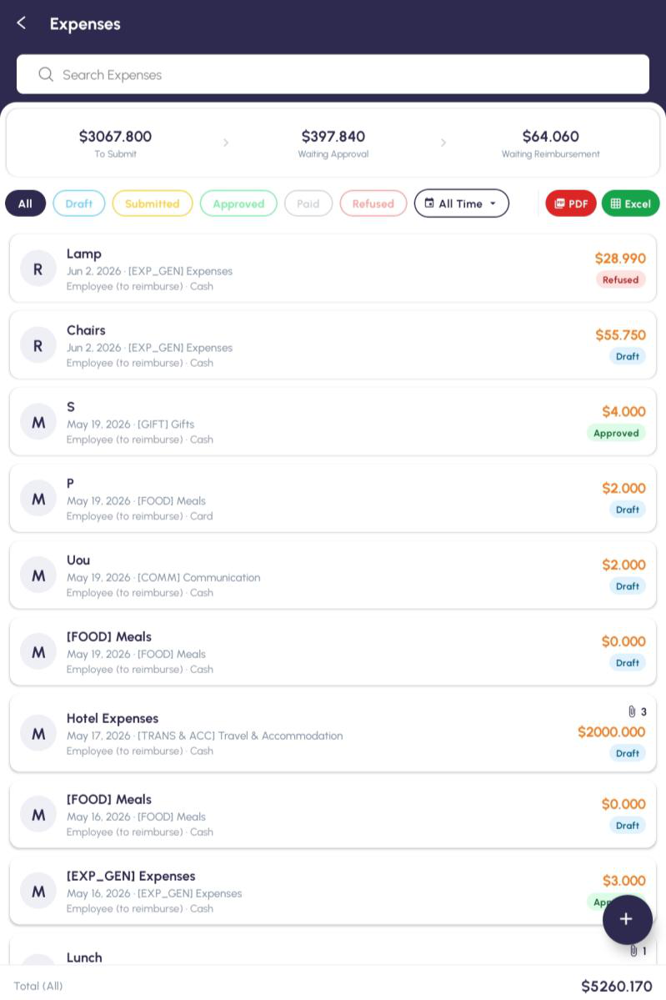 Expenses
Search Expenses
$3067.800
To Submit
$397.840
Waiting Approval
$64.060
Waiting Reimbursement
All
Draft
Submitted
Approved
Paid
Refused
All Time
PDF
Excel
R
Lamp
Jun 2, 2026 · [EXP_GEN] Expenses
Employee (to reimburse) · Cash
$28.990
Refused
R
Chairs
Jun 2, 2026 · [EXP_GEN] Expenses
Employee (to reimburse) · Cash
$55.750
Draft
M
S
May 19, 2026 · [GIFT] Gifts
Employee (to reimburse) · Cash
$4.000
Approved
M
P
May 19, 2026 · [FOOD] Meals
Employee (to reimburse) · Card
$2.000
Draft
M
Uou
May 19, 2026 · [COMM] Communication
Employee (to reimburse) · Cash
$2.000
Draft
M
[FOOD] Meals
May 19, 2026 · [FOOD] Meals
Employee (to reimburse) · Cash
$0.000
Draft
M
Hotel Expenses
May 17, 2026 · [TRANS & ACC] Travel & Accommodation
Employee (to reimburse) · Cash
3
$2000.000
Draft
M
[FOOD] Meals
May 16, 2026 · [FOOD] Meals
Employee (to reimburse) · Cash
$0.000
Draft
M
[EXP_GEN] Expenses
May 16, 2026 · [EXP_GEN] Expenses
Employee (to reimburse) · Cash
$3.000
+
Lunch
1
Total (All)
$5260.170